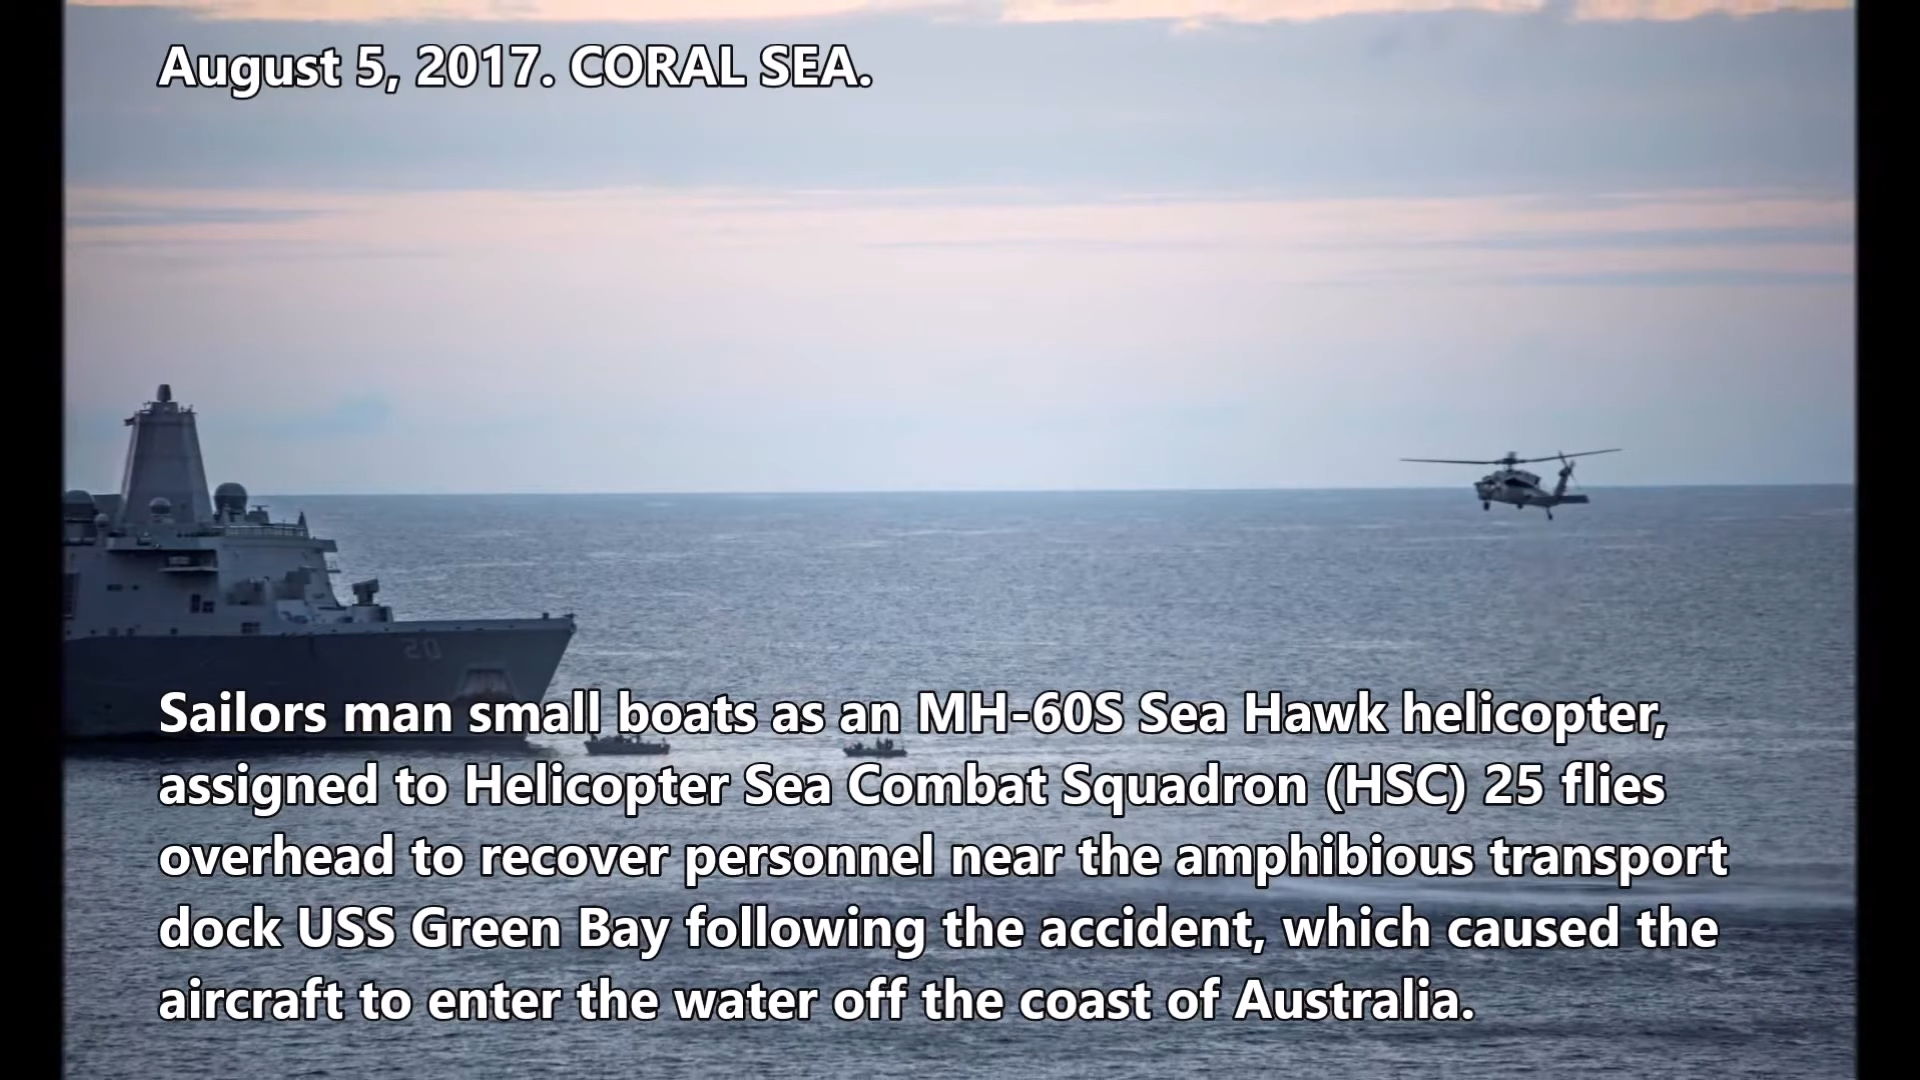 August 5, 2017. CORAL SEA.
20
Sailors man small boats as an MH-60S Sea Hawk helicopter,
assigned to Helicopter Sea Combat Squadron (HSC) 25 flies
overhead to recover personnel near the amphibious transport
dock USS Green Bay following the accident, which caused the
aircraft to enter the water off the coast of Australia.